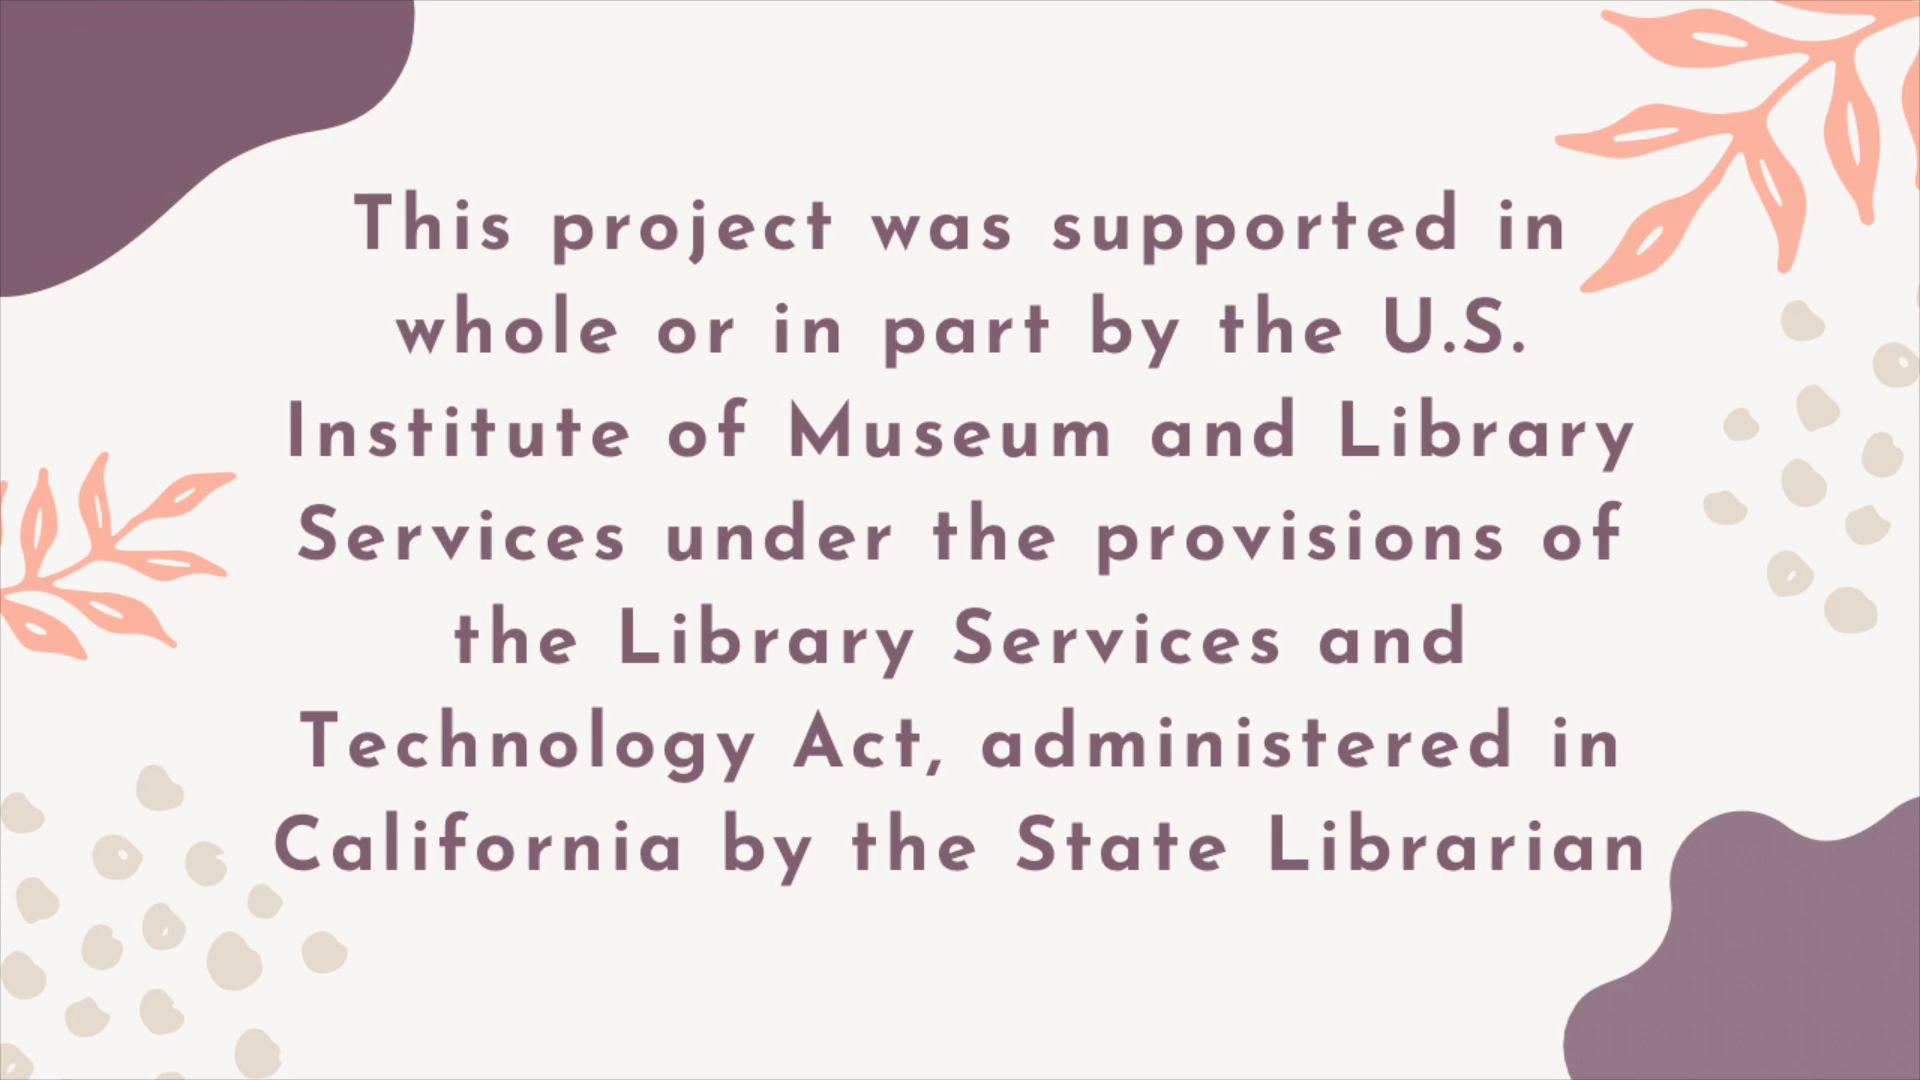 This project was supported in
whole or in part by the U.S.
Institute of Museum and Library
Services under the provisions of
the Library Services and
Technology Act, administered in
California by the State Librarian